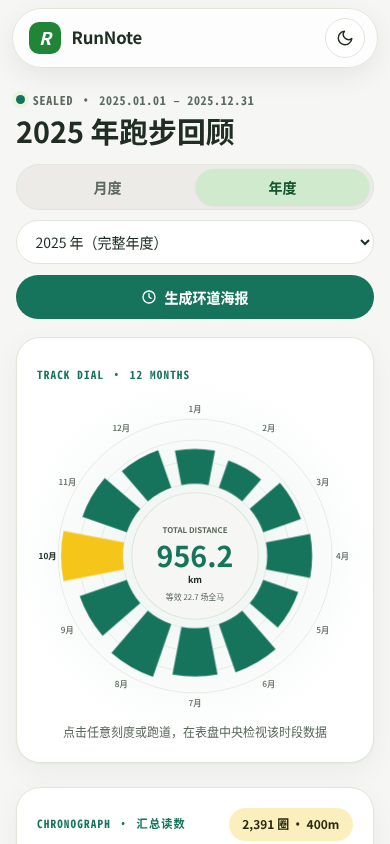 R RunNote
SEALED • 2025.01.01 – 2025.12.31
2025 年跑步回顾
月度 年度
2025 年（完整年度）
生成环道海报
TRACK DIAL • 12 MONTHS
1月
12月 2月
11月 3月
TOTAL DISTANCE
10月 956.2 4月
km
等效 22.7 场全马
9月 5月
8月 6月
7月
点击任意刻度或跑道，在表盘中央检视该时段数据
CHRONOGRAPH • 汇总读数 2,391 圈 • 400m